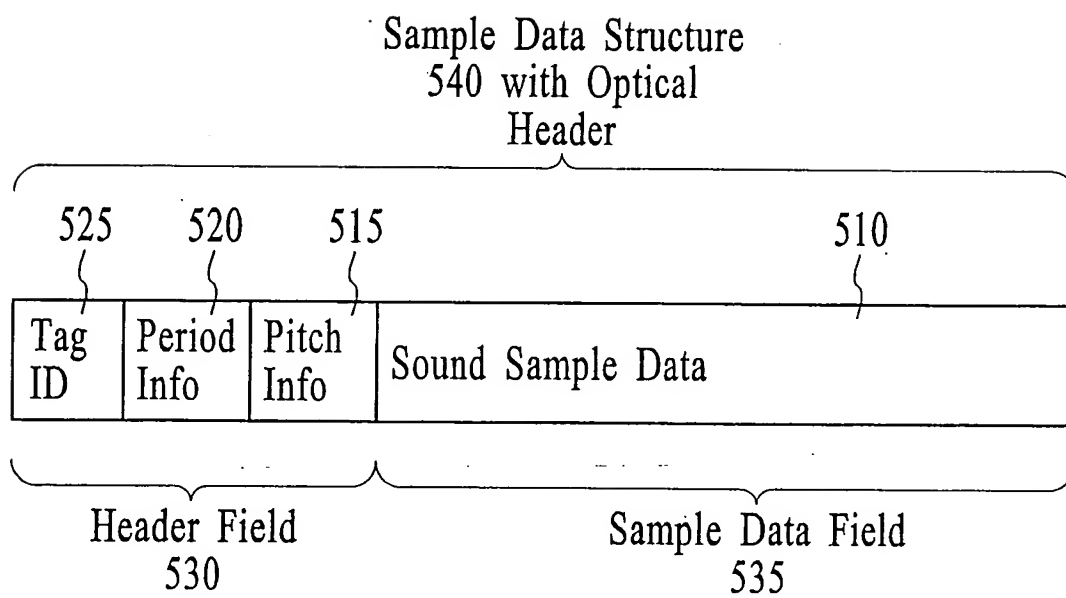 Sample Data Structure
540 with Optical
Header
525
520
515
510
Tag
ID
Period
Info
Pitch
Info
Sound Sample Data
Header Field
530
Sample Data Field
535